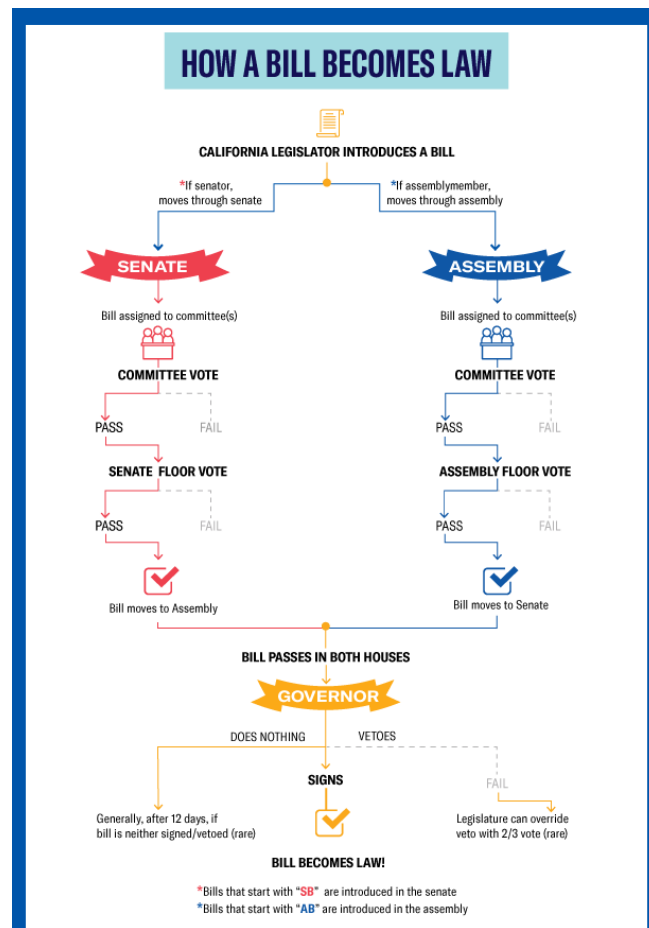 HOW A BILL BECOMES LAW
CALIFORNIA LEGISLATOR INTRODUCES A BILL
*If senator,
moves through senate
*If assemblymember,
moves through assembly
SENATE
ASSEMBLY
Bill assigned to committee(s)
Bill assigned to committee(s)
COMMITTEE VOTE
COMMITTEE VOTE
PASS
FAIL
PASS
FAIL
SENATE FLOOR VOTE
ASSEMBLY FLOOR VOTE
PASS
FAIL
PASS
FAIL
Bill moves to Assembly
Bill moves to Senate
BILL PASSES IN BOTH HOUSES
GOVERNOR
DOES NOTHING
VETOES
SIGNS
FAIL
Generally, after 12 days, if
bill is neither signed/vetoed (rare)
Legislature can override
veto with 2/3 vote (rare)
BILL BECOMES LAW!
*Bills that start with “SB” are introduced in the senate
*Bills that start with “AB” are introduced in the assembly